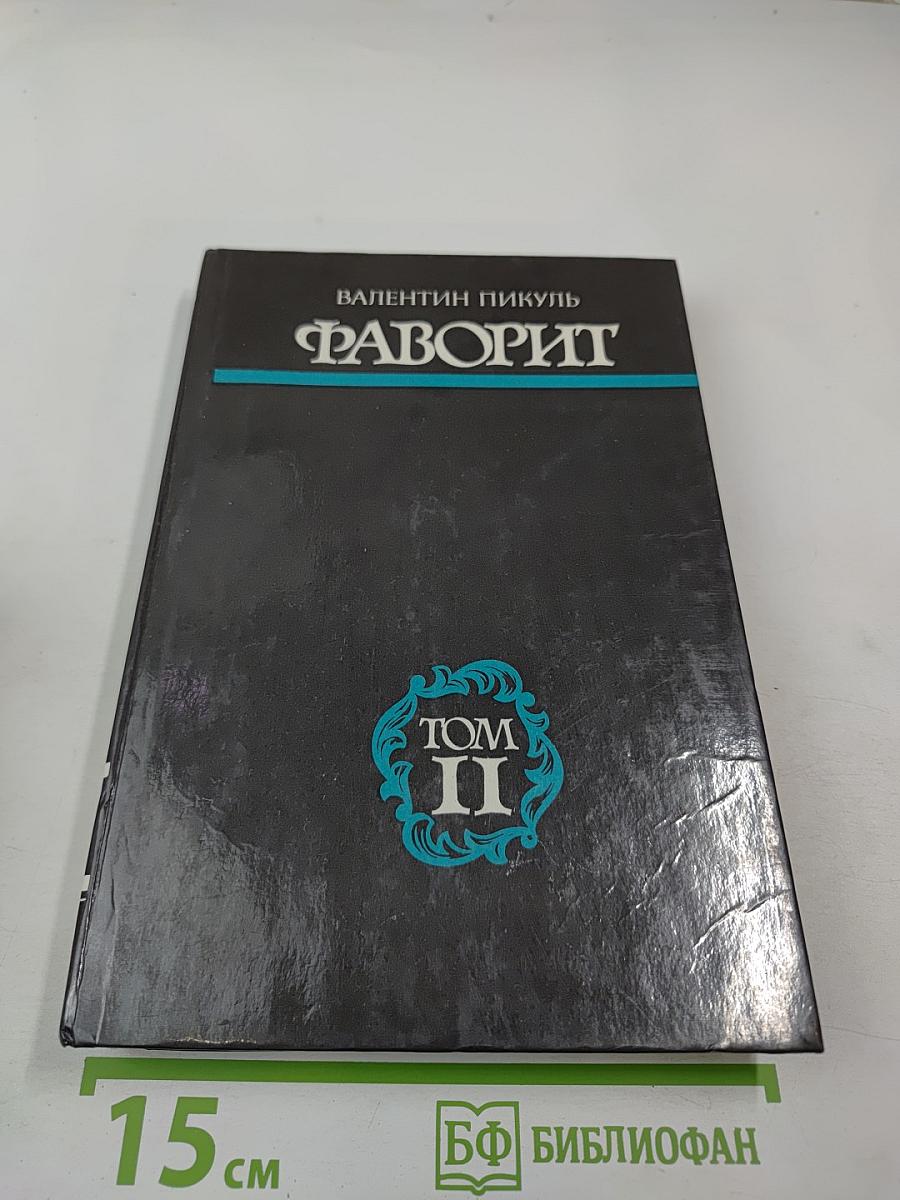 ВАЛЕНТИН ПИКУЛЬ
ФАВОРИТ
ТОМ
II
15 см
БФ БИБЛИОФАН